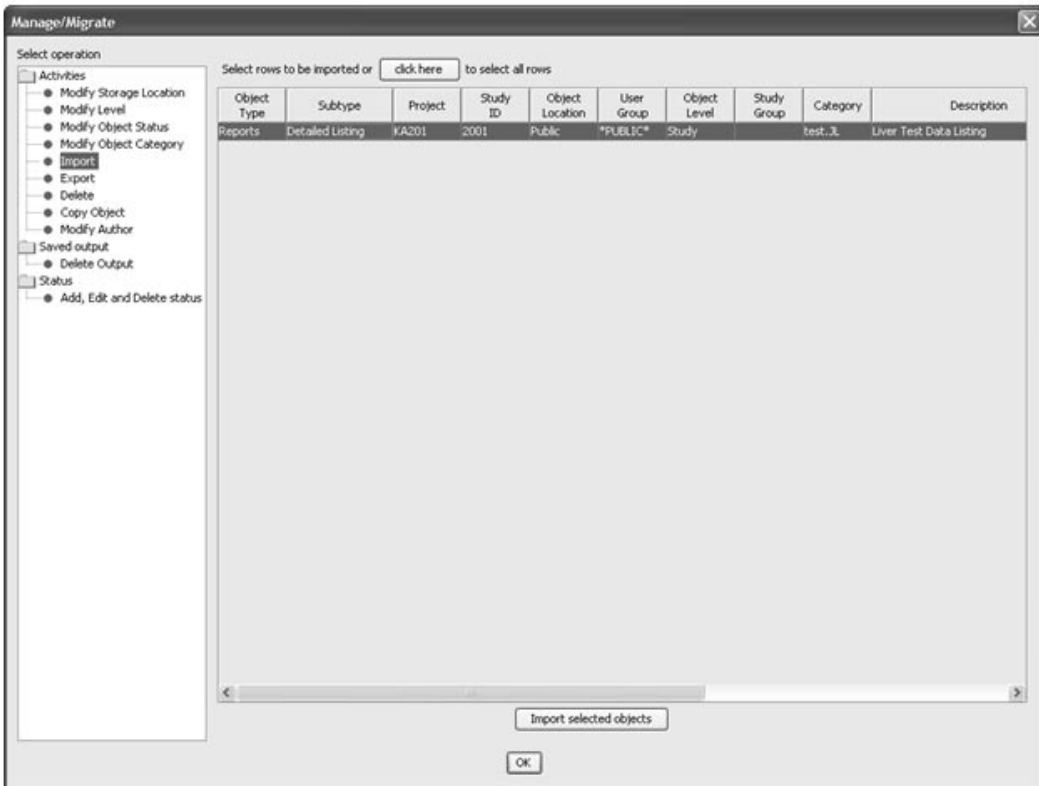 Manage/Migrate
Select operation
Activities
Modify Storage Location
Modify Level
Modify Object Status
Modify Object Category
Import
Export
Delete
Copy Object
Modify Author
Saved output
Delete Output
Status
Add, Edit and Delete status
Select rows to be imported or click here to select all rows
Object Type Subtype Project Study ID Object Location User Group Object Level Study Group Category Description
Reports Detailed Listing KA201 2001 Public *PUBLIC* Study test.JL Liver Test Data Listing
Import selected objects
OK